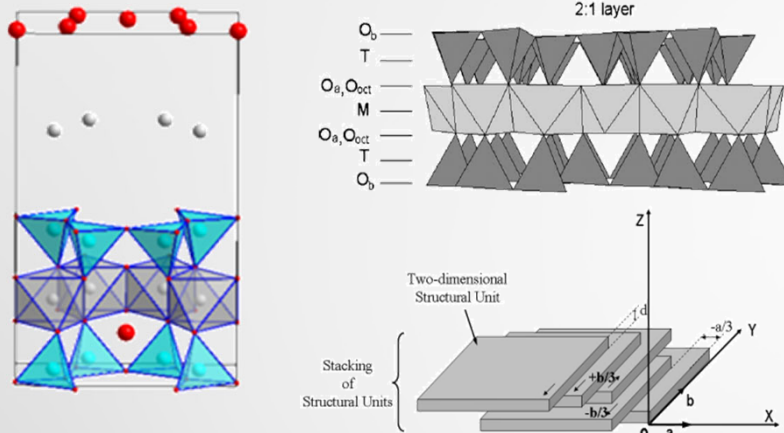 2:1 layer
O_b
T
O_a,O_oct
M
O_a,O_oct
T
O_b
Z
Two-dimensional
Structural Unit
d
-a/3
Y
Stacking
of
Structural Units
+b/3
-b/3
b
X
a